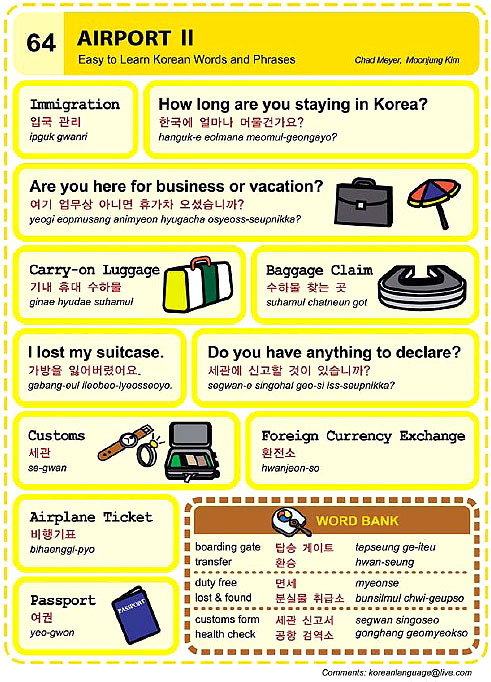 64
AIRPORT II
Easy to Learn Korean Words and Phrases
Chad Meyer, Moonjung Kim
Immigration
입국 관리
ipguk gwanri
How long are you staying in Korea?
한국에 얼마나 머물건가요?
hanguk-e eolmana meomul-geongayo?
Are you here for business or vacation?
여기 업무상 아니면 휴가차 오셨습니까?
yeogi eopmusang animyeon hyugacha osyeoss-seupnikka?
Carry-on Luggage
기내 휴대 수하물
ginae hyudae suhamul
Baggage Claim
수하물 찾는 곳
suhamul chatneun got
I lost my suitcase.
가방을 잃어버렸어요.
gabang-eul ileobeo-lyeosseoyo.
Do you have anything to declare?
세관에 신고할 것이 있습니까?
segwan-e singohal geo-si iss-seupnikka?
Customs
세관
se-gwan
Foreign Currency Exchange
환전소
hwanjeon-so
Airplane Ticket
비행기표
bihaenggi-pyo
Passport
여권
yeo-gwon
PASSPORT
WORD BANK
boarding gate 탑승 게이트 tapseung ge-iteu
transfer 환승 hwan-seung
duty free 면세 myeonse
lost & found 분실물 취급소 bunsilmul chwi-geupso
customs form 세관 신고서 segwan singoseo
health check 공항 검역소 gonghang geomyeokso
Comments: koreanlanguage@live.com